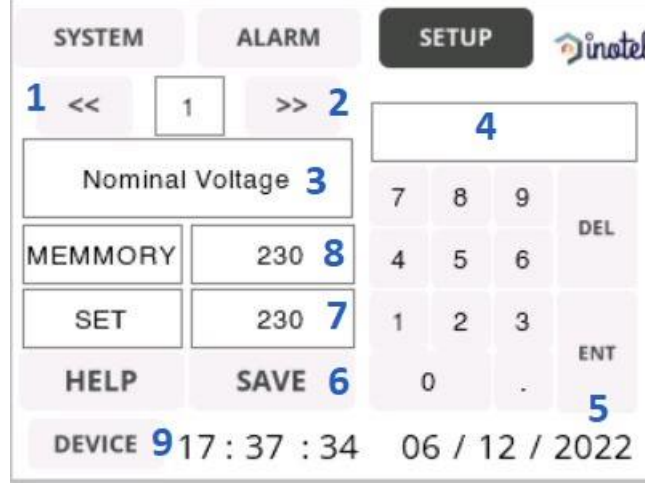 SYSTEM ALARM SETUP inotel
1 << 1 >> 2
4
Nominal Voltage 3
7 8 9
DEL
MEMMORY 230 8
4 5 6
SET 230 7
1 2 3
ENT
HELP SAVE 6
0 .
5
DEVICE 9 17 : 37 : 34 06 / 12 / 2022